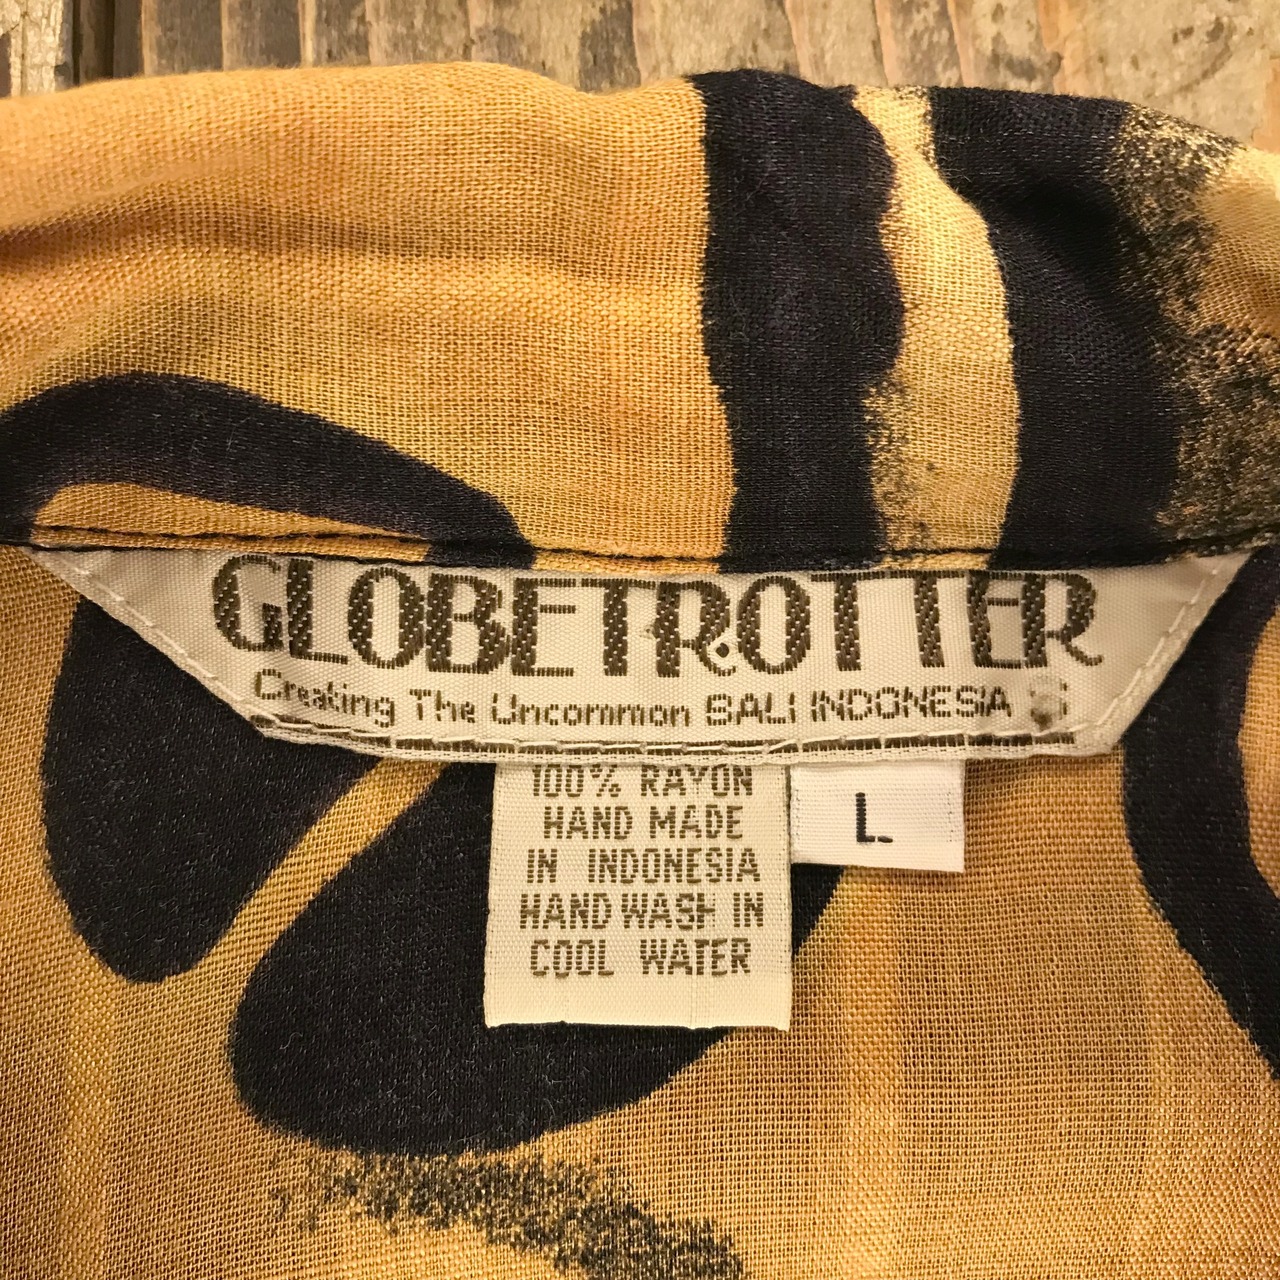 GLOBETROTTER
Creating The Uncommon BALI INDONESIA
100% RAYON
HAND MADE
IN INDONESIA
HAND WASH IN
COOL WATER
L